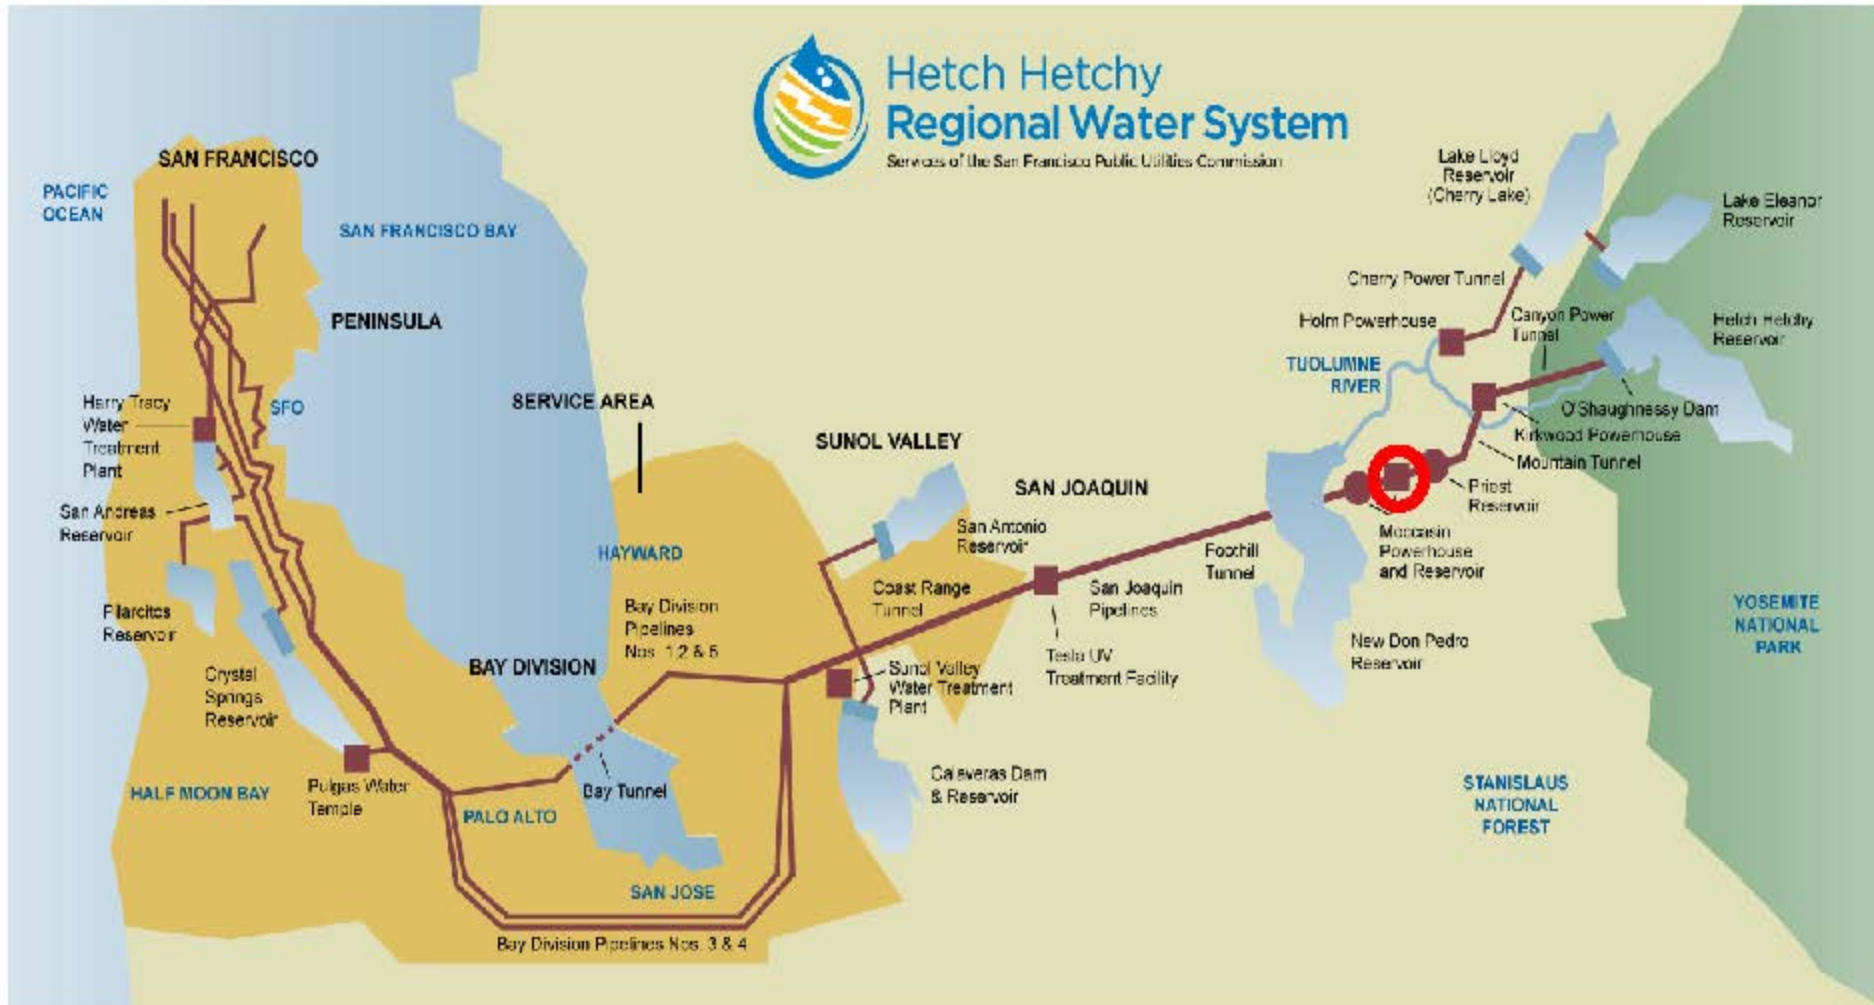 Hetch Hetchy
Regional Water System
Services of the San Francisco Public Utilities Commission
SAN FRANCISCO
PACIFIC
OCEAN
SAN FRANCISCO BAY
PENINSULA
Harry Tracy
Water
Treatment
Plant
SFO
San Andreas
Reservoir
Pilarcitos
Reservoir
Crystal
Springs
Reservoir
HALF MOON BAY
Pulgas Water
Temple
PALO ALTO
BAY DIVISION
Bay Tunnel
SAN JOSE
Bay Division Pipelines Nos. 3 & 4
SERVICE AREA
HAYWARD
Bay Division
Pipelines
Nos. 1,2 & 5
SUNOL VALLEY
San Antonio
Reservoir
Coast Range
Tunnel
Sunol Valley
Water Treatment
Plant
Calaveras Dam
& Reservoir
SAN JOAQUIN
San Joaquin
Pipelines
Tesla UV
Treatment Facility
Foothill
Tunnel
New Don Pedro
Reservoir
Moccasin
Powerhouse
and Reservoir
Priest
Reservoir
Mountain Tunnel
Kirkwood Powerhouse
O'Shaughnessy Dam
TUOLUMNE
RIVER
Holm Powerhouse
Cherry Power Tunnel
Canyon Power
Tunnel
Lake Lloyd
Reservoir
(Cherry Lake)
Lake Eleanor
Reservoir
Hetch Hetchy
Reservoir
YOSEMITE
NATIONAL
PARK
STANISLAUS
NATIONAL
FOREST